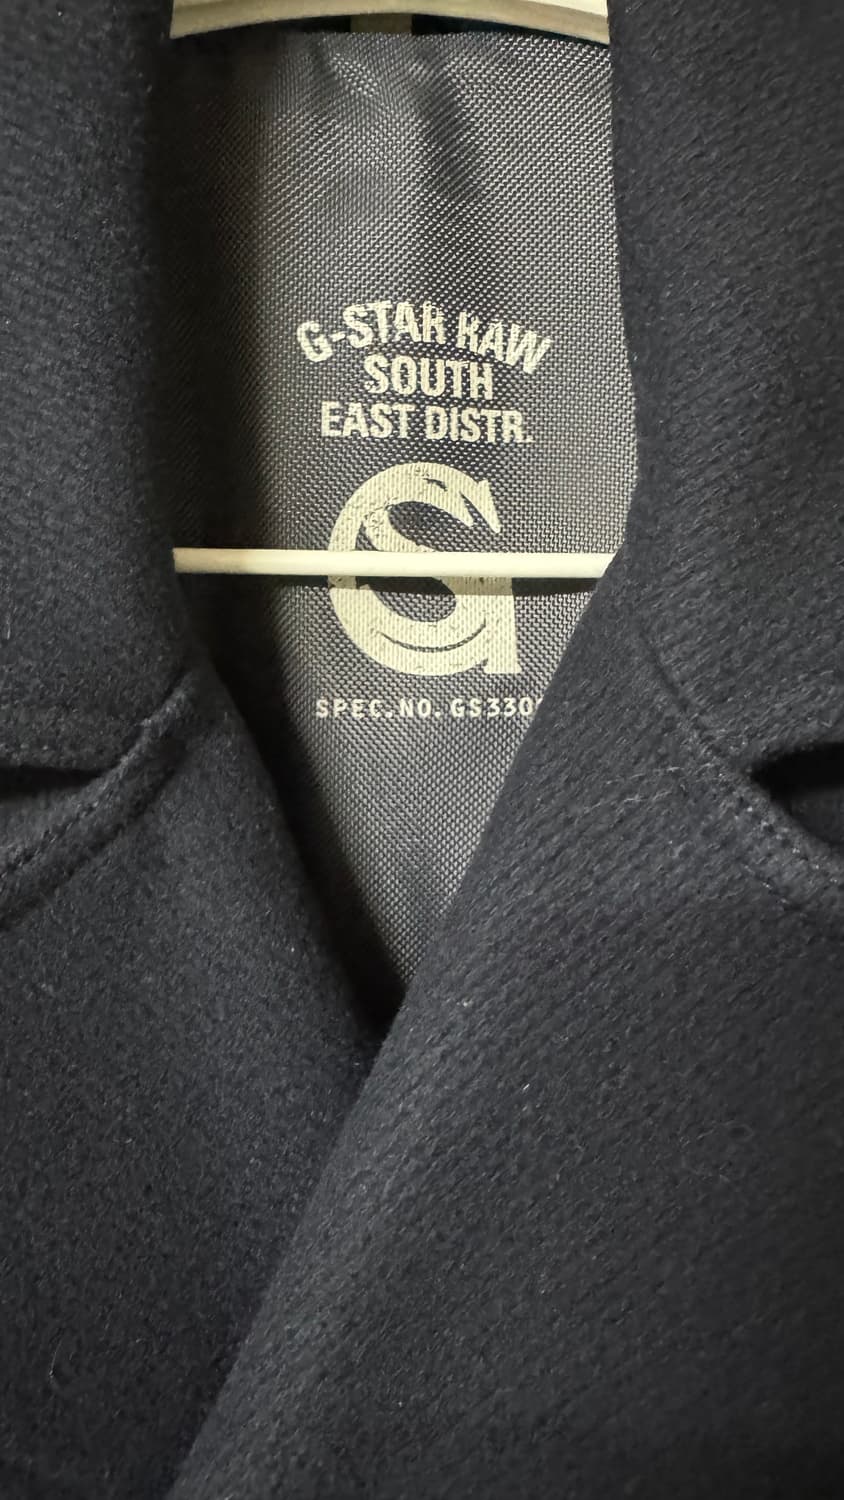 G-STAR RAW
SOUTH
EAST DISTR.
SPEC.NO. GS330